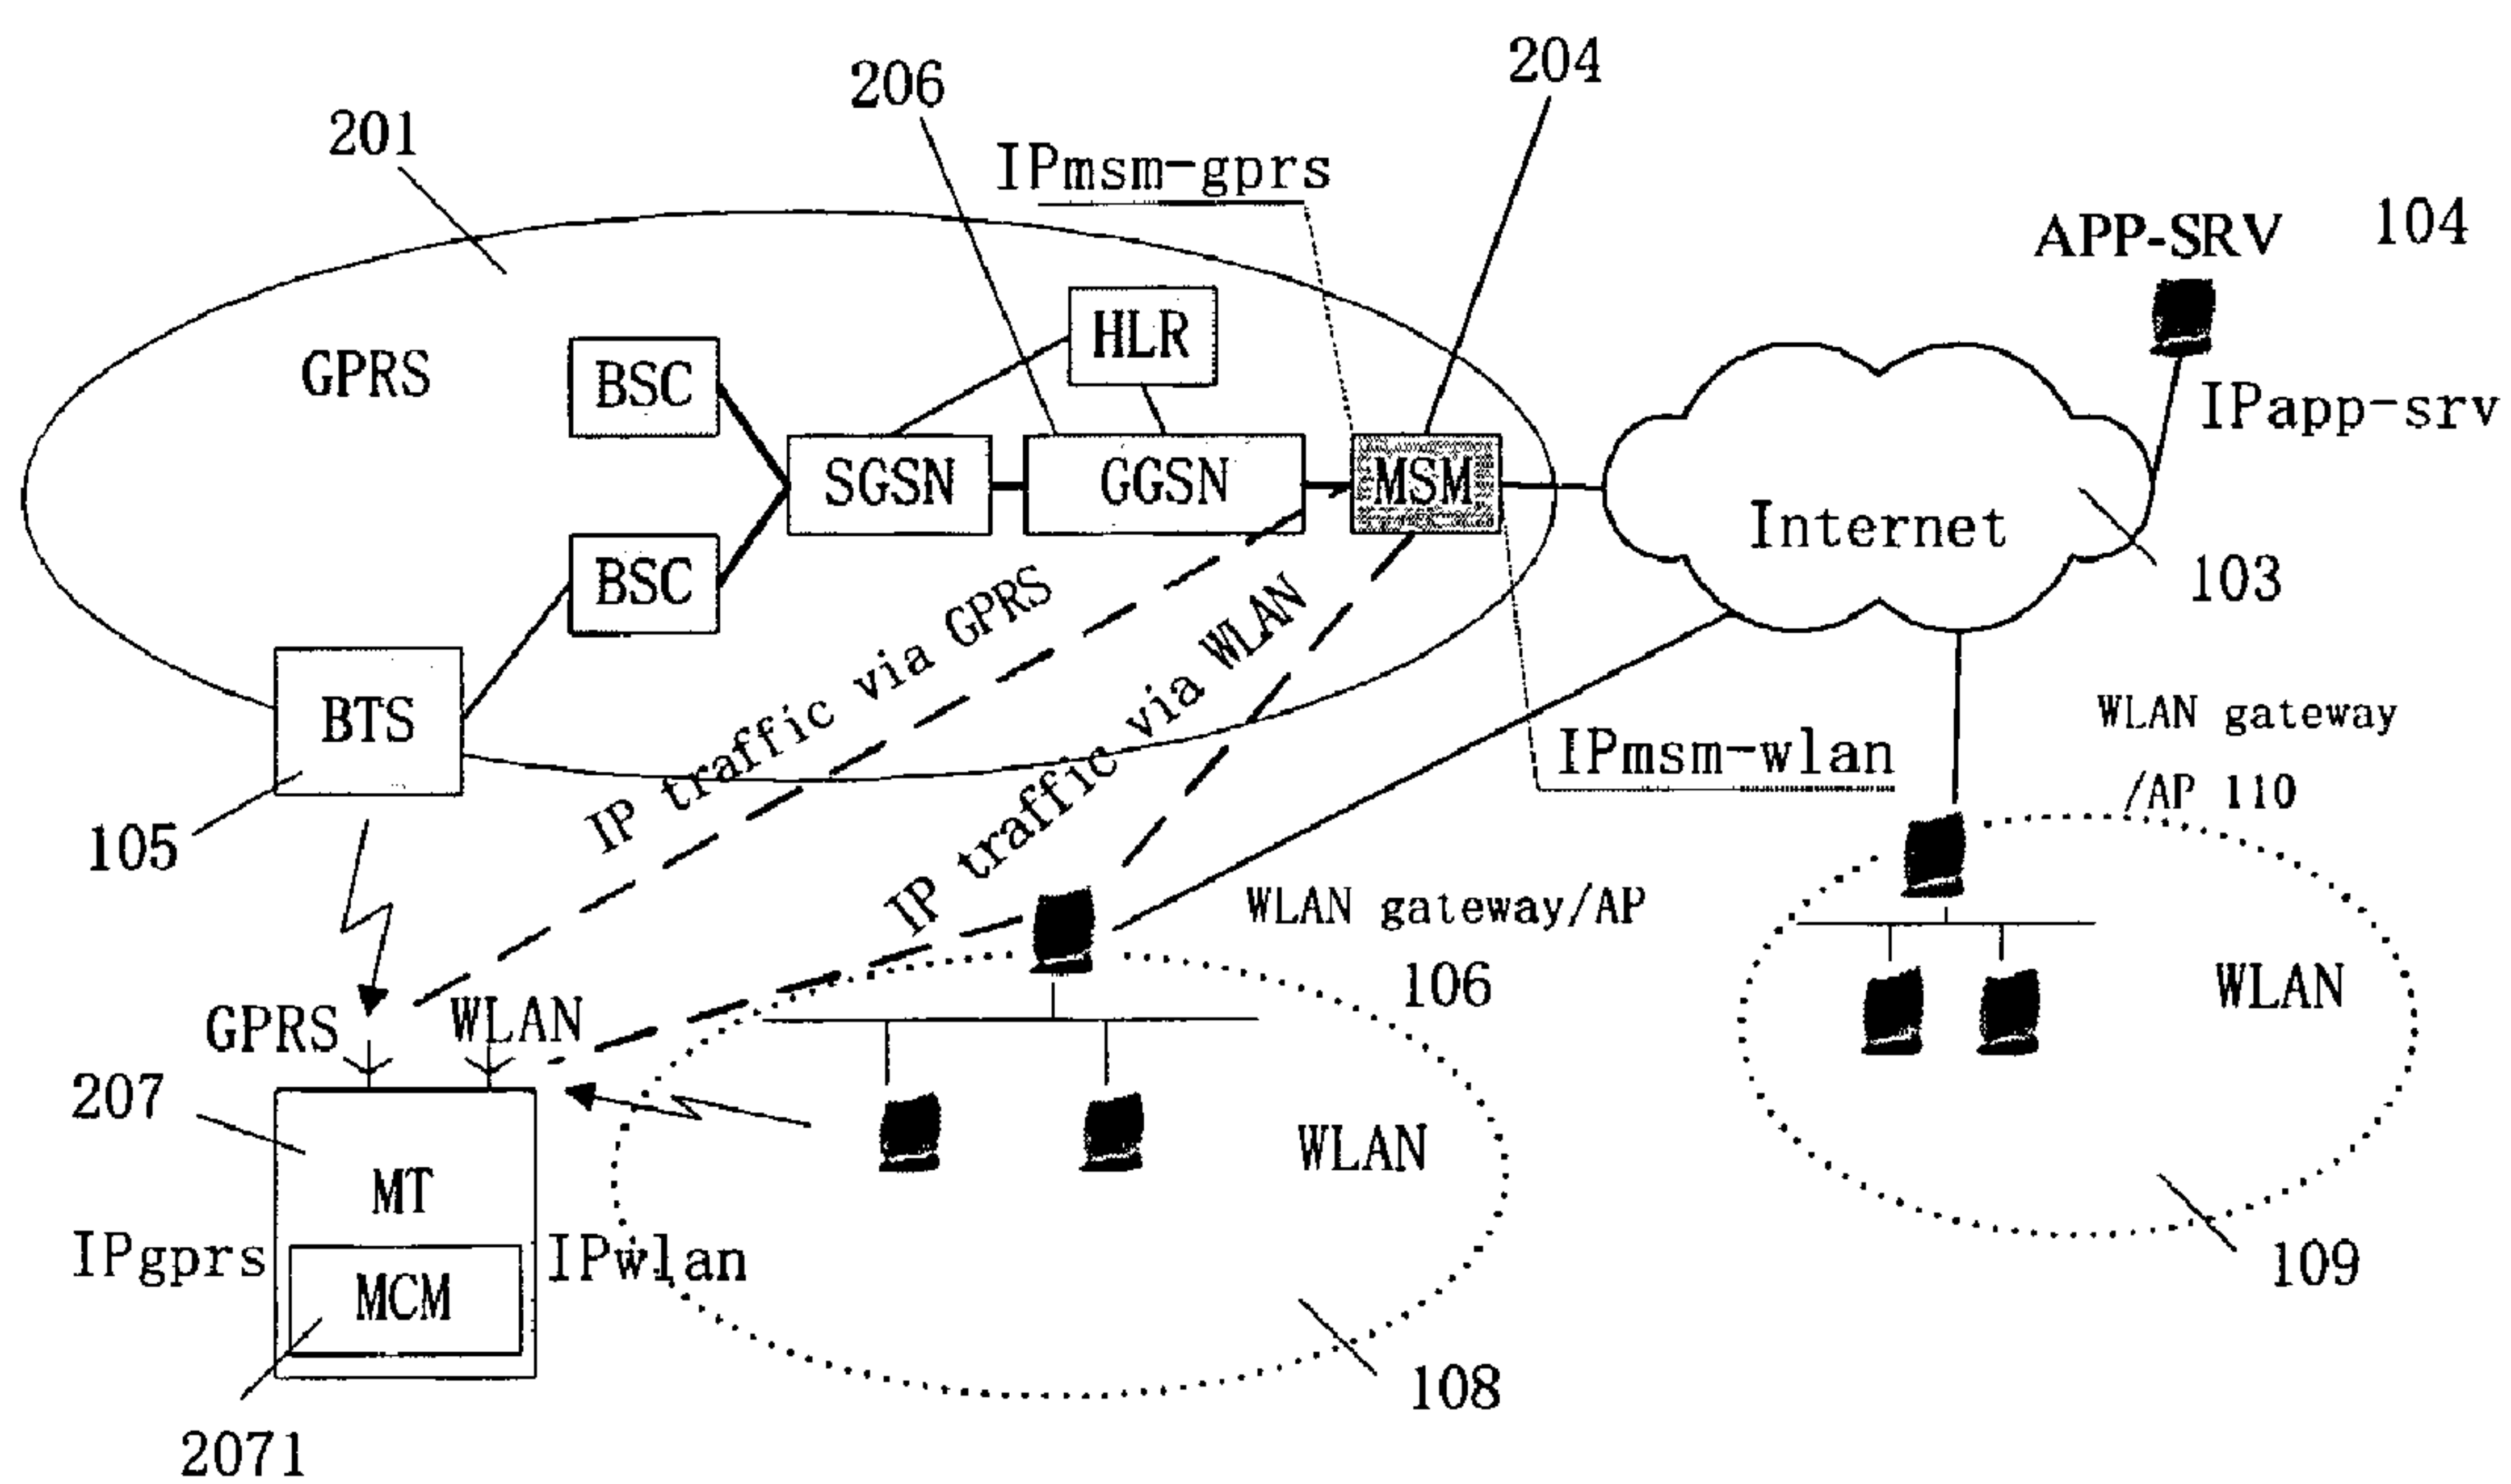 204
206
201
IPmsm-gprs
APP-SRV 104
HLR
GPRS
BSC
IPapp-srv
SGSN
GGSN
MSM
Internet
BSC
103
IP traffic via GPRS
IP traffic via WLAN
BTS
WLAN gateway
/AP 110
IPmsm-wlan
105
WLAN gateway/AP
106
GPRS
WLAN
WLAN
207
MT
WLAN
IPgprs
IPwlan
MCM
109
108
2071